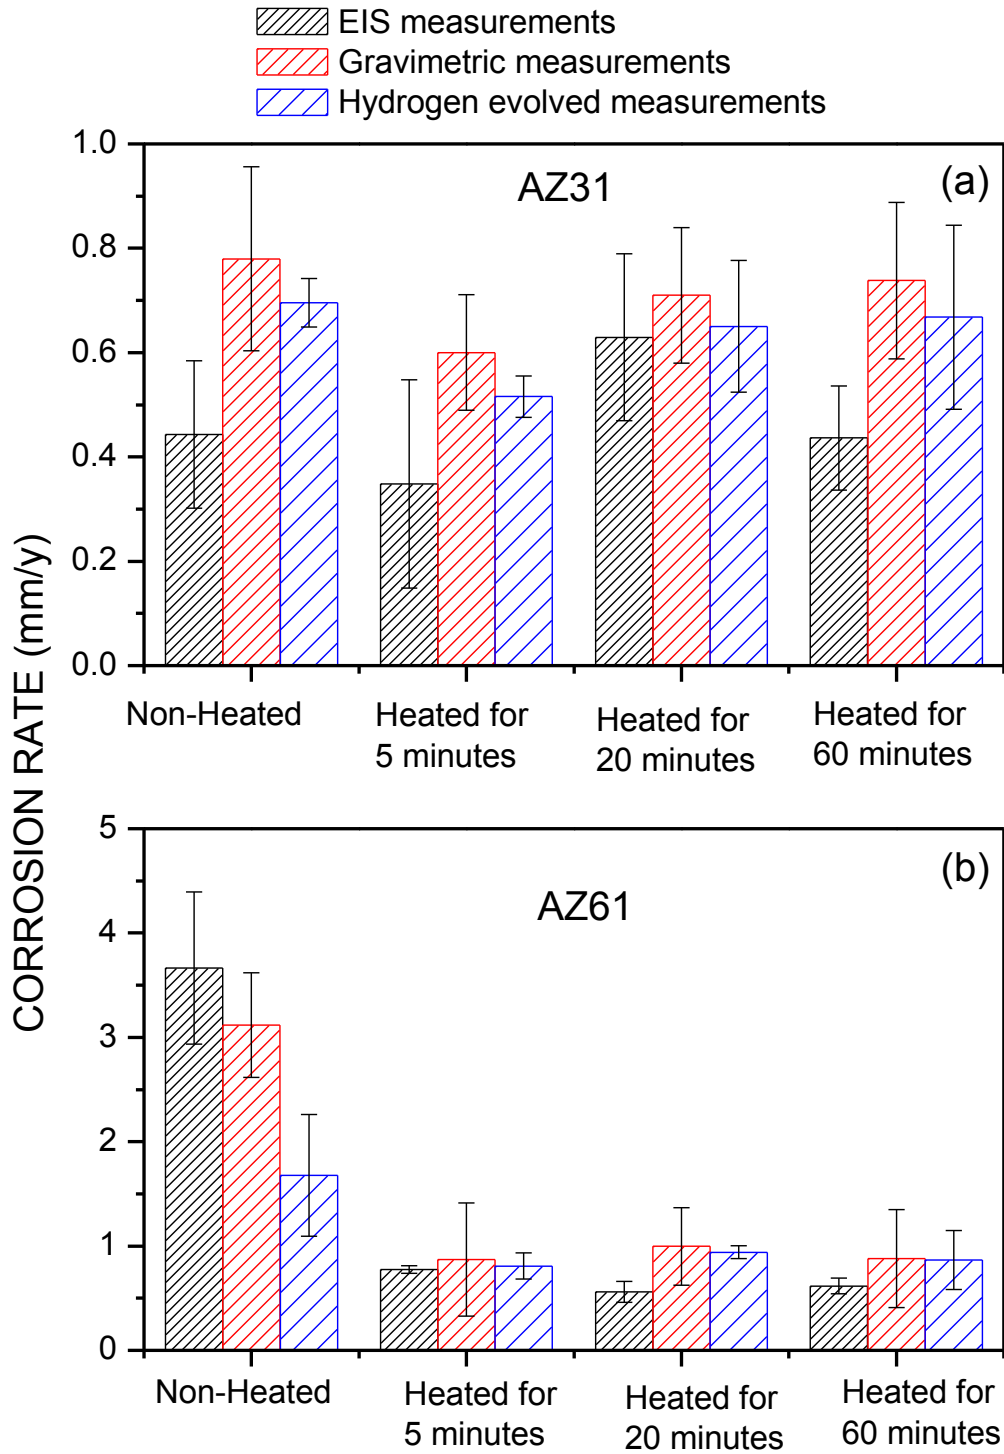 EIS measurements
Gravimetric measurements
Hydrogen evolved measurements
CORROSION RATE (mm/y)
1.0
0.8
0.6
0.4
0.2
0.0
AZ31
(a)
Non-Heated
Heated for
5 minutes
Heated for
20 minutes
Heated for
60 minutes
5
4
3
2
1
0
AZ61
(b)
Non-Heated
Heated for
5 minutes
Heated for
20 minutes
Heated for
60 minutes